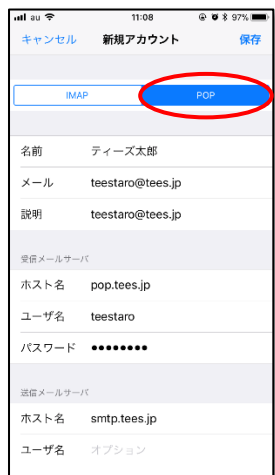 au 11:08 97%
キャンセル 新規アカウント 保存
IMAP POP
名前 ティーズ太郎
メール teestaro@tees.jp
説明 teestaro@tees.jp
受信メールサーバ
ホスト名 pop.tees.jp
ユーザ名 teestaro
パスワード ●●●●●●●●
送信メールサーバ
ホスト名 smtp.tees.jp
ユーザ名 オプション